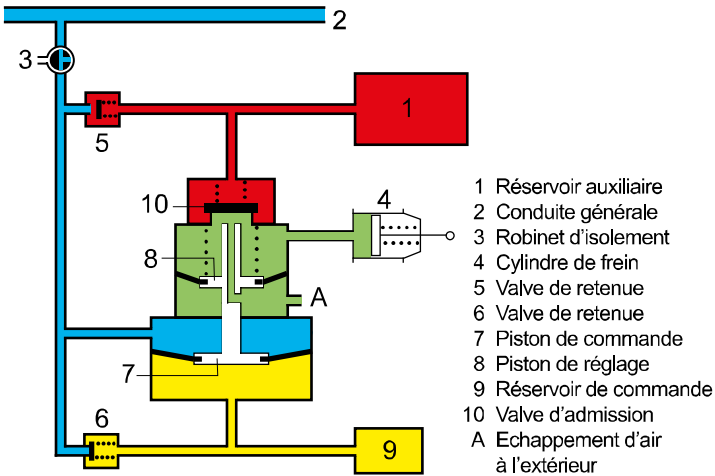 2
3
5
1
10
4
8
A
7
6
9
1 Réservoir auxiliaire
2 Conduite générale
3 Robinet d'isolement
4 Cylindre de frein
5 Valve de retenue
6 Valve de retenue
7 Piston de commande
8 Piston de réglage
9 Réservoir de commande
10 Valve d'admission
A Echappement d'air
à l'extérieur